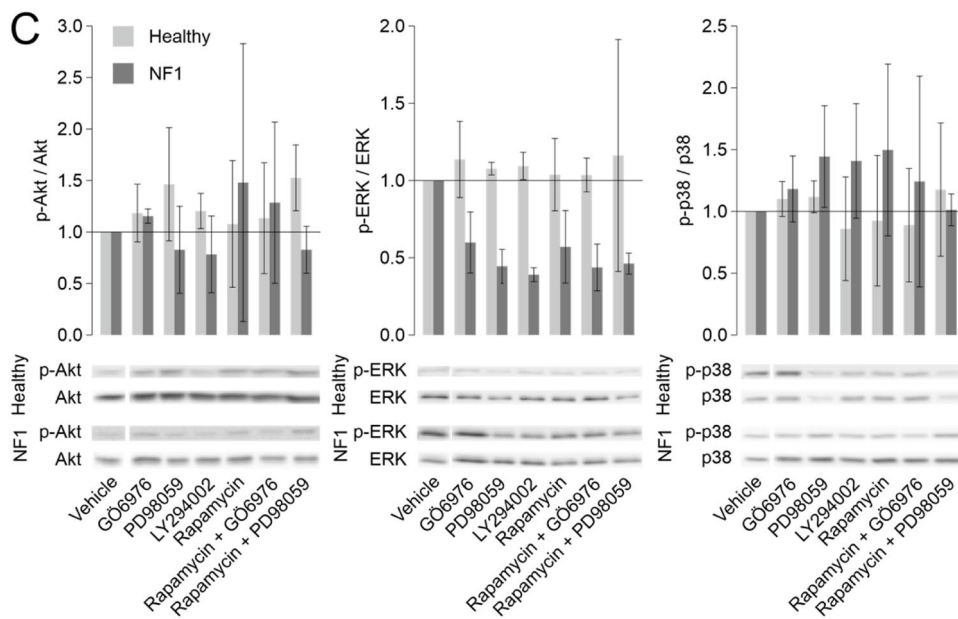 C
Healthy
NF1
p-Akt / Akt
3.0
2.5
2.0
1.5
1.0
0.5
0.0
p-ERK / ERK
2.0
1.5
1.0
0.5
0.0
p-p38 / p38
2.5
2.0
1.5
1.0
0.5
0.0
Healthy
p-Akt
Akt
NF1
p-Akt
Akt
Vehicle
GÖ6976
PD98059
LY294002
Rapamycin
Rapamycin + GÖ6976
Rapamycin + PD98059
Healthy
p-ERK
ERK
NF1
p-ERK
ERK
Vehicle
GÖ6976
PD98059
LY294002
Rapamycin
Rapamycin + GÖ6976
Rapamycin + PD98059
Healthy
p-p38
p38
NF1
p-p38
p38
Vehicle
GÖ6976
PD98059
LY294002
Rapamycin
Rapamycin + GÖ6976
Rapamycin + PD98059